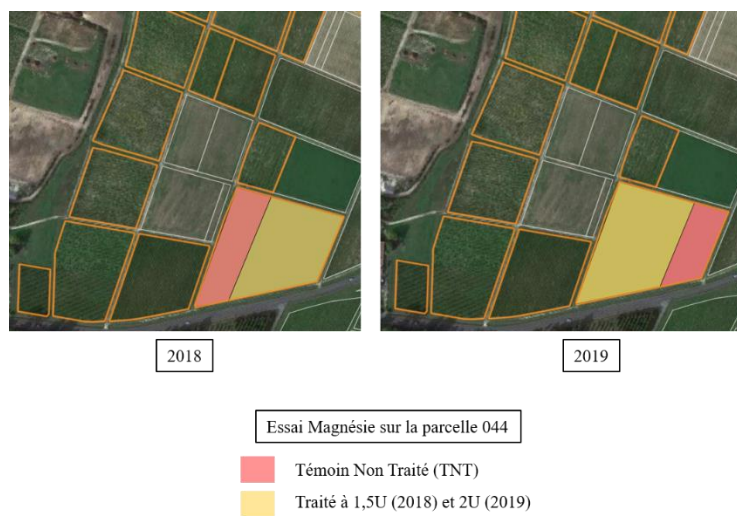 2018
2019
Essai Magnésie sur la parcelle 044
Témoin Non Traité (TNT)
Traité à 1,5U (2018) et 2U (2019)